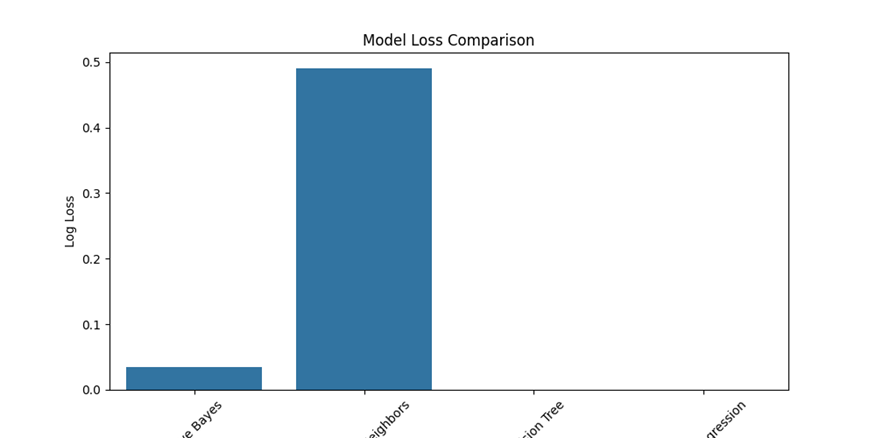 Model Loss Comparison
Log Loss
0.5
0.4
0.3
0.2
0.1
0.0
ve Bayes
eighbors
sion Tree
gression